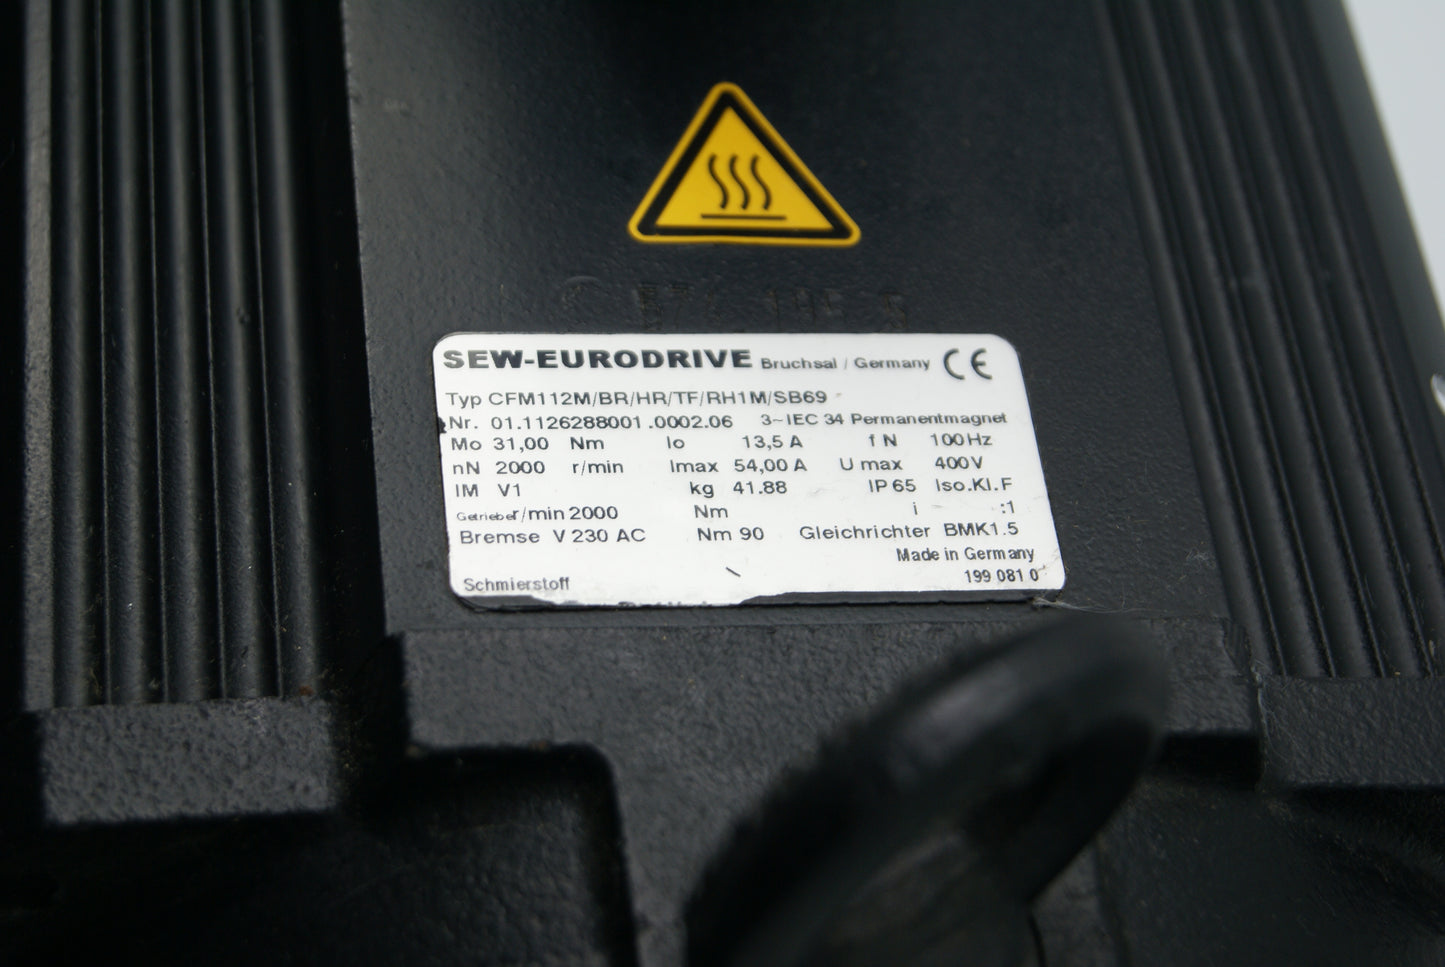 SEW-EURODRIVE Bruchsal / Germany CE
Typ CFM112M/BR/HR/TF/RH1M/SB69
Nr. 01.1126288001.0002.06 3~IEC 34 Permanentmagnet
Mo 31,00 Nm Io 13,5 A f N 100Hz
nN 2000 r/min Imax 54,00 A U max 400V
IM V1 kg 41.88 IP 65 Iso.Kl.F
Getriebe r/min 2000 Nm i :1
Bremse V 230 AC Nm 90 Gleichrichter BMK1.5
Made in Germany
Schmierstoff 199 081 0